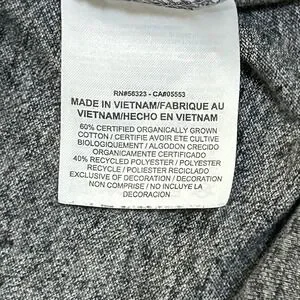 RN#56323 - CA#05553
MADE IN VIETNAM/FABRIQUE AU
VIETNAM/HECHO EN VIETNAM
60% CERTIFIED ORGANICALLY GROWN
COTTON / CERTIFIE AVOIR ETE CULTIVE
BIOLOGIQUEMENT / ALGODON CRECIDO
ORGANICAMENTE CERTIFICADO
40% RECYCLED POLYESTER / POLYESTER
RECYCLE / POLIESTER RECICLADO
EXCLUSIVE OF DECORATION / DECORATION
NON COMPRISE / NO INCLUYE LA
DECORACION